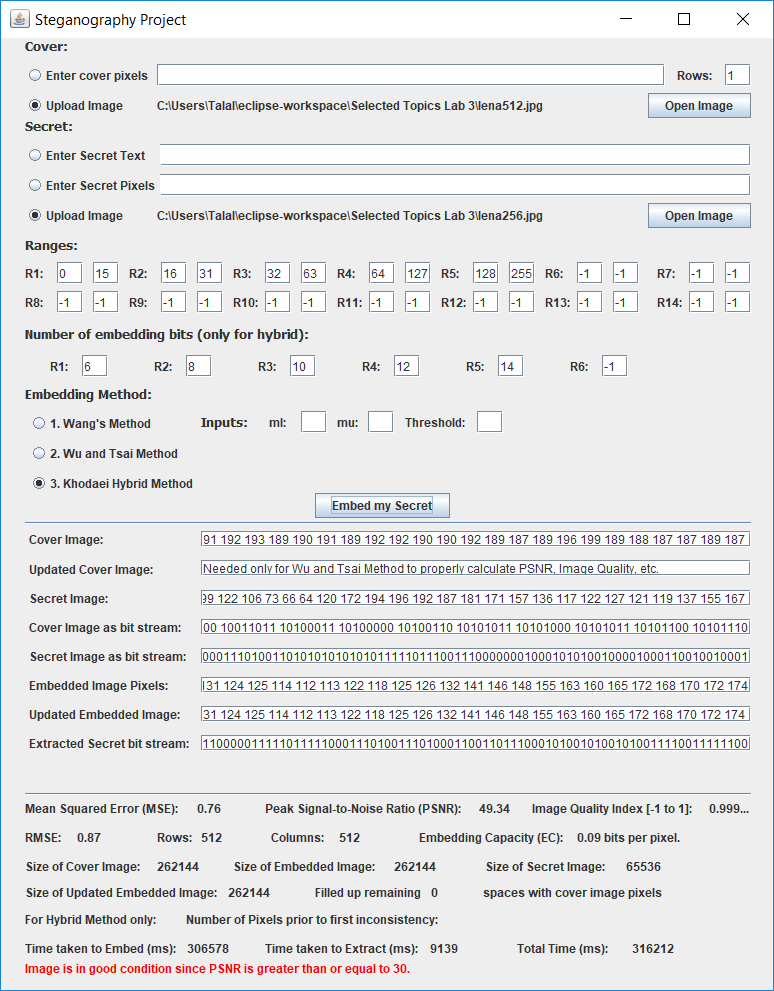 Steganography Project
Cover:
Enter cover pixels Rows: 1
Upload Image C:\Users\Talal\eclipse-workspace\Selected Topics Lab 3\lena512.jpg Open Image
Secret:
Enter Secret Text
Enter Secret Pixels
Upload Image C:\Users\Talal\eclipse-workspace\Selected Topics Lab 3\lena256.jpg Open Image
Ranges:
R1: 0 15 R2: 16 31 R3: 32 63 R4: 64 127 R5: 128 255 R6: -1 -1 R7: -1 -1
R8: -1 -1 R9: -1 -1 R10: -1 -1 R11: -1 -1 R12: -1 -1 R13: -1 -1 R14: -1 -1
Number of embedding bits (only for hybrid):
R1: 6 R2: 8 R3: 10 R4: 12 R5: 14 R6: -1
Embedding Method:
1. Wang's Method Inputs: ml: mu: Threshold:
2. Wu and Tsai Method
3. Khodaei Hybrid Method
Embed my Secret
Cover Image: 91 192 193 189 190 191 189 192 192 190 190 192 189 187 189 196 199 189 188 187 187 189 187
Updated Cover Image: Needed only for Wu and Tsai Method to properly calculate PSNR, Image Quality, etc.
Secret Image: 99 122 106 73 66 64 120 172 194 196 192 187 181 171 157 136 117 122 127 121 119 137 155 167
Cover Image as bit stream: 00 10011011 10100011 10100000 10100110 10101011 10101000 10101011 10101100 10101110
Secret Image as bit stream: 0001110100110101010101010111110111001110000000100010101001000010001100100100001
Embedded Image Pixels: 131 124 125 114 112 113 122 118 125 126 132 141 146 148 155 163 160 165 172 168 170 172 174
Updated Embedded Image: 31 124 125 114 112 113 122 118 125 126 132 141 146 148 155 163 160 165 172 168 170 172 174
Extracted Secret bit stream: 1100000111110111110001110100111010001100110111000101001010010100111100111111100
Mean Squared Error (MSE): 0.76 Peak Signal-to-Noise Ratio (PSNR): 49.34 Image Quality Index [-1 to 1]: 0.999...
RMSE: 0.87 Rows: 512 Columns: 512 Embedding Capacity (EC): 0.09 bits per pixel.
Size of Cover Image: 262144 Size of Embedded Image: 262144 Size of Secret Image: 65536
Size of Updated Embedded Image: 262144 Filled up remaining 0 spaces with cover image pixels
For Hybrid Method only: Number of Pixels prior to first inconsistency:
Time taken to Embed (ms): 306578 Time taken to Extract (ms): 9139 Total Time (ms): 316212
Image is in good condition since PSNR is greater than or equal to 30.